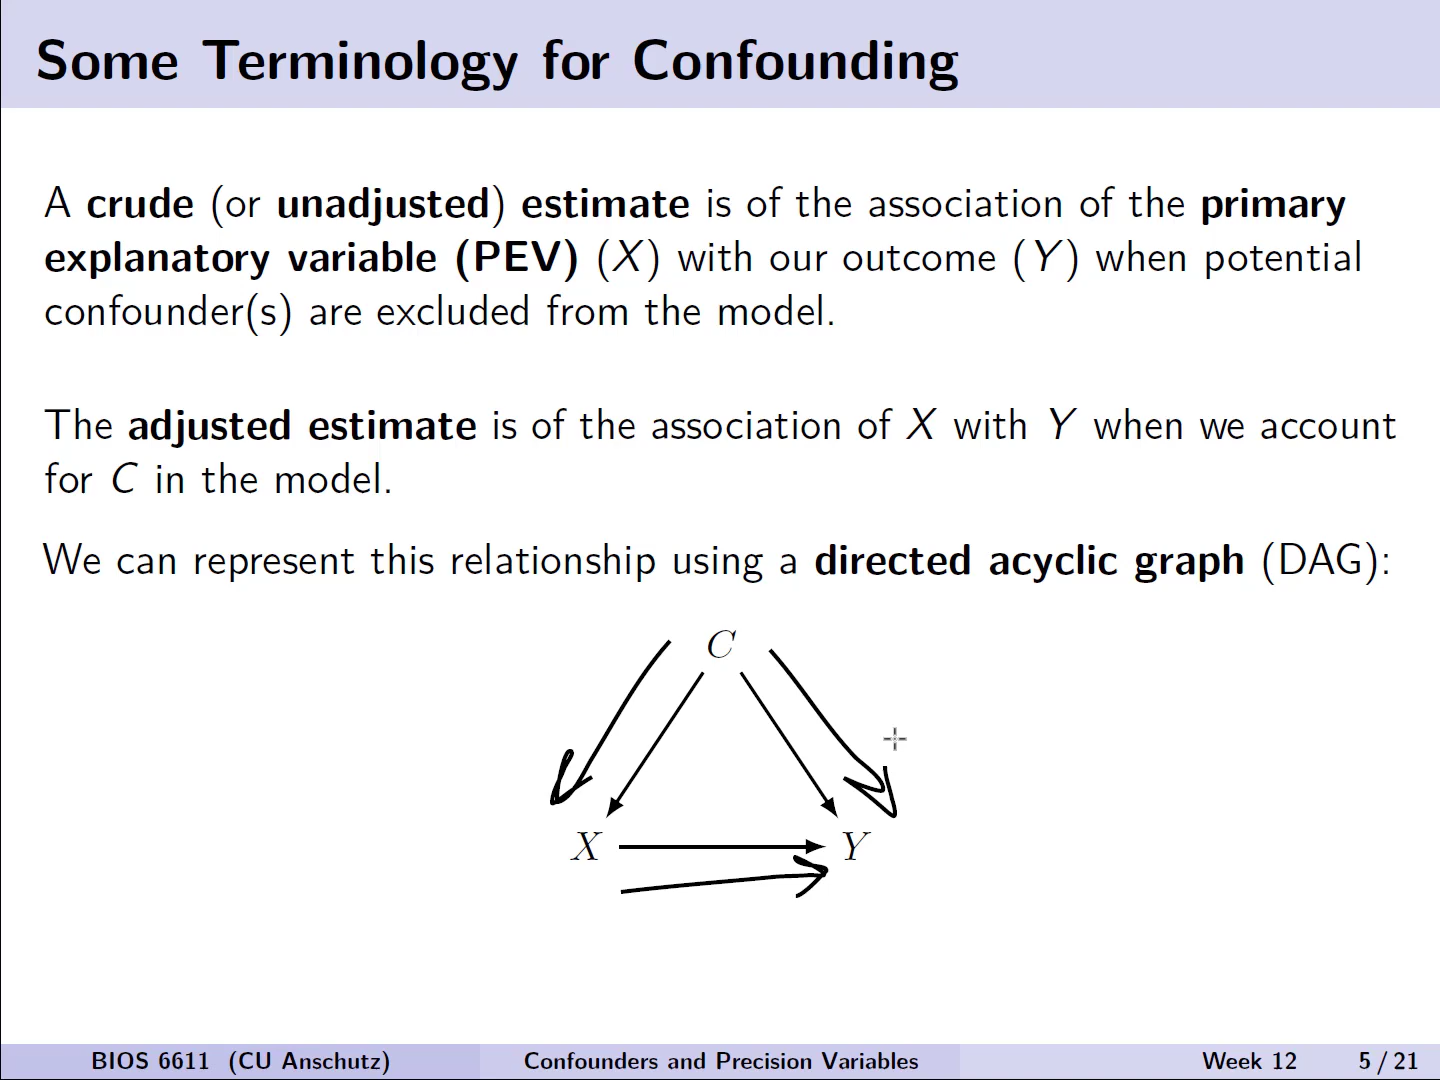 Some Terminology for Confounding
A crude (or unadjusted) estimate is of the association of the primary
explanatory variable (PEV) (X) with our outcome (Y) when potential
confounder(s) are excluded from the model.
The adjusted estimate is of the association of X with Y when we account
for C in the model.
We can represent this relationship using a directed acyclic graph (DAG):
C
X Y
BIOS 6611 (CU Anschutz) Confounders and Precision Variables Week 12 5 / 21